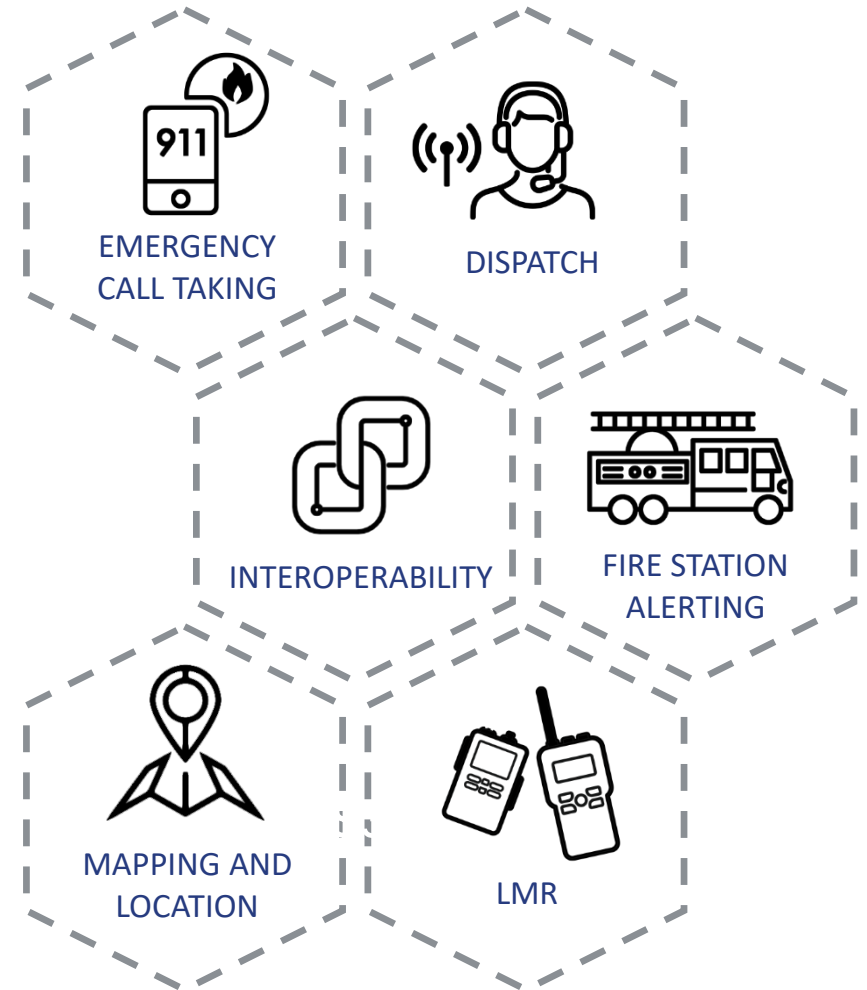 911
EMERGENCY
CALL TAKING
DISPATCH
INTEROPERABILITY
FIRE STATION
ALERTING
MAPPING AND
LOCATION
LMR